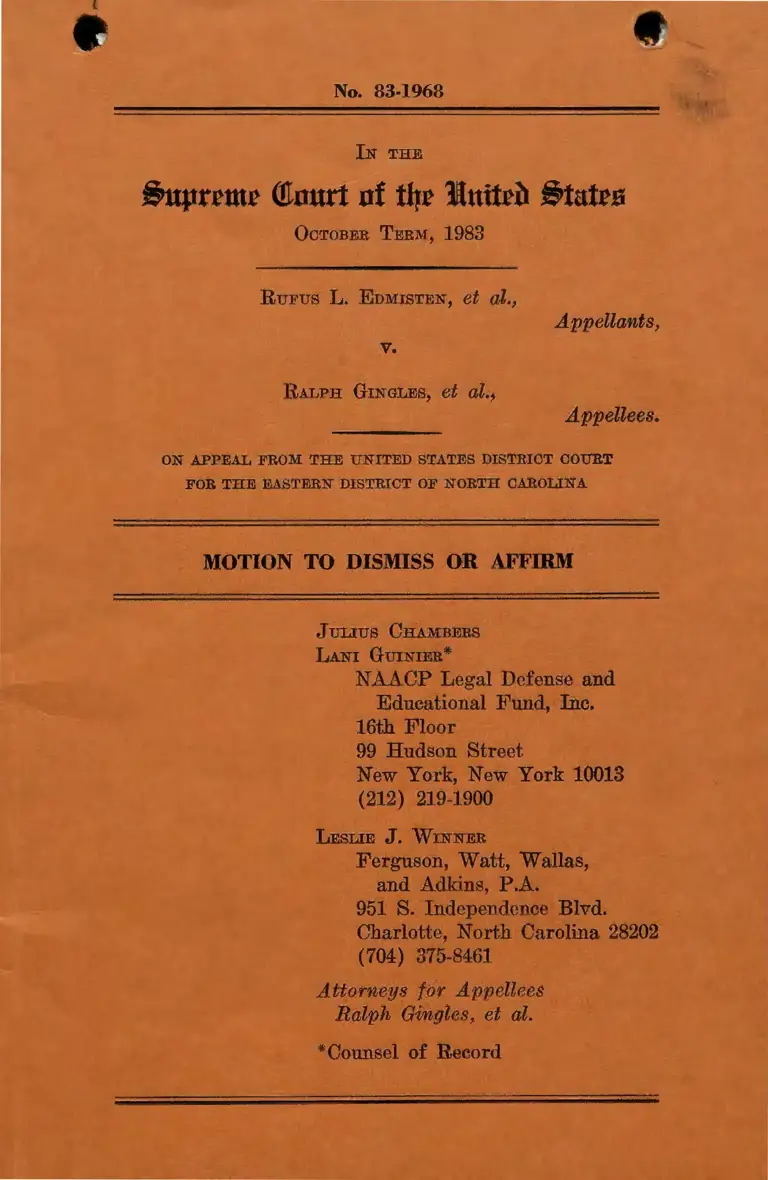 No. 83-1968
IN THE
Supreme Court of the United States
OCTOBER TERM, 1983
RUFUS L. EDMISTEN, et al.,
Appellants,
v.
RALPH GINGLES, et al.,
Appellees.
ON APPEAL FROM THE UNITED STATES DISTRICT COURT
FOR THE EASTERN DISTRICT OF NORTH CAROLINA
MOTION TO DISMISS OR AFFIRM
JULIUS CHAMBERS
LANI GUINIER*
NAACP Legal Defense and
Educational Fund, Inc.
16th Floor
99 Hudson Street
New York, New York 10013
(212) 219-1900
LESLIE J. WINNER
Ferguson, Watt, Wallas,
and Adkins, P.A.
951 S. Independence Blvd.
Charlotte, North Carolina 28202
(704) 375-8461
Attorneys for Appellees
Ralph Gingles, et al.
*Counsel of Record